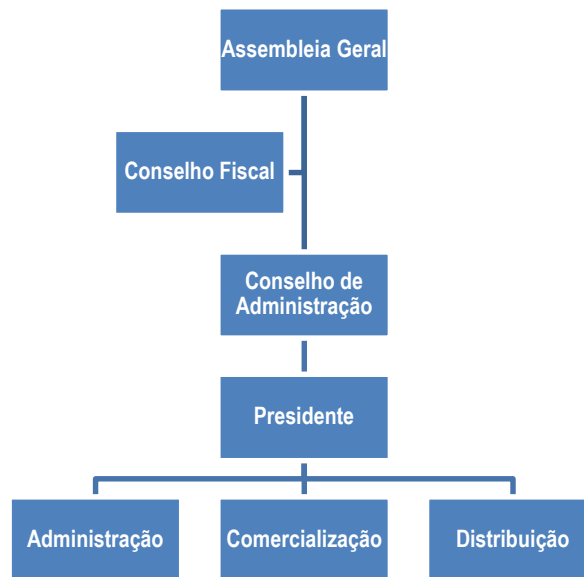 Assembleia Geral
Conselho Fiscal
Conselho de
Administração
Presidente
Administração
Comercialização
Distribuição